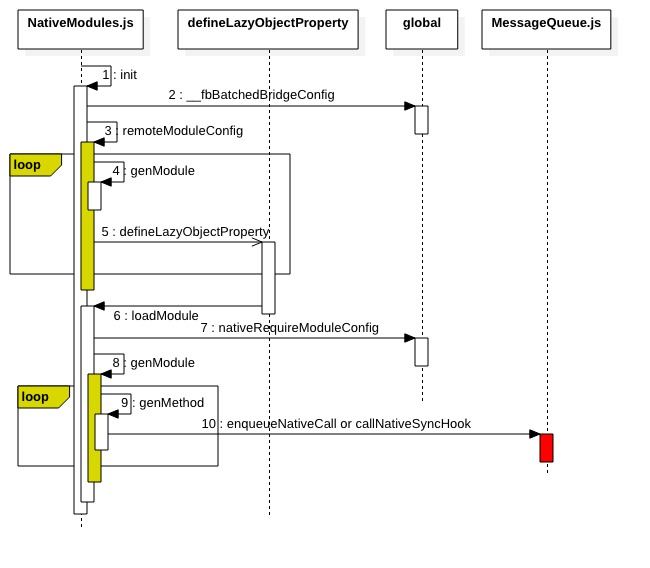 NativeModules.js
defineLazyObjectProperty
global
MessageQueue.js
1 : init
2 : __fbBatchedBridgeConfig
3 : remoteModuleConfig
loop
4 : genModule
5 : defineLazyObjectProperty
6 : loadModule
7 : nativeRequireModuleConfig
8 : genModule
loop
9 : genMethod
10 : enqueueNativeCall or callNativeSyncHook